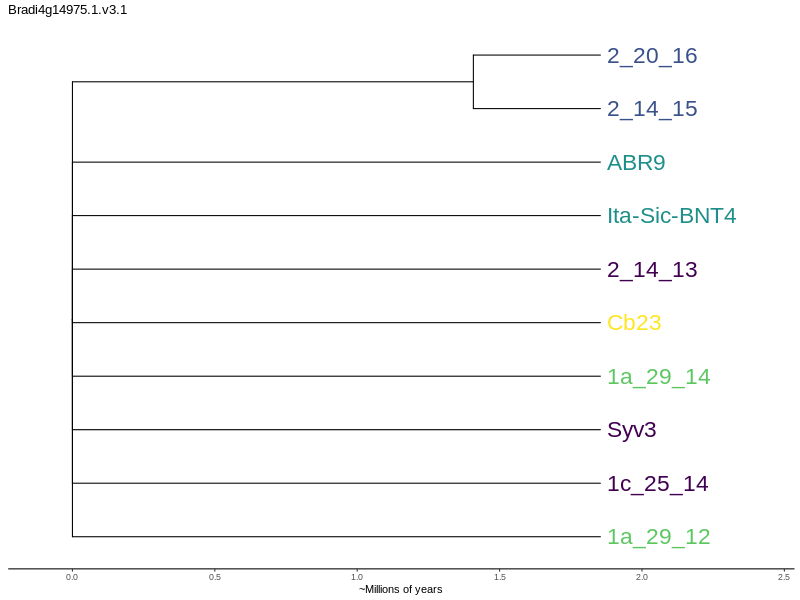 Bradi4g14975.1.v3.1
2_20_16
2_14_15
ABR9
Ita-Sic-BNT4
2_14_13
Cb23
1a_29_14
Syv3
1c_25_14
1a_29_12
0.0 0.5 1.0 1.5 2.0 2.5
~Millions of years